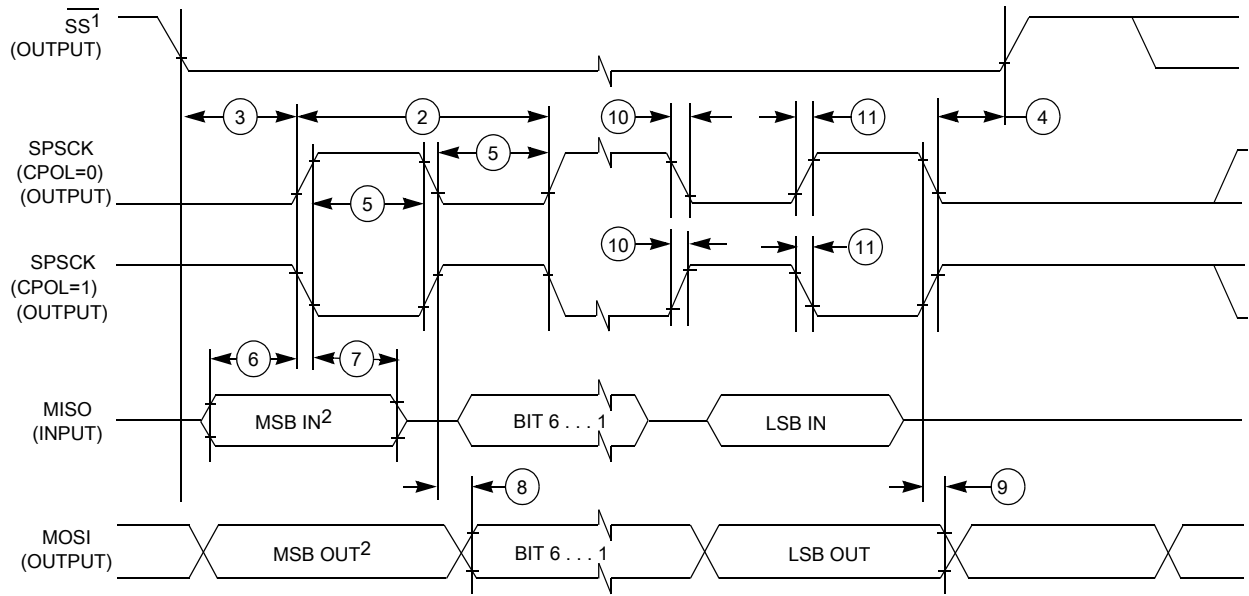 SS¹
(OUTPUT)
3
2
10
11
4
SPSCK
(CPOL=0)
(OUTPUT)
5
5
10
11
SPSCK
(CPOL=1)
(OUTPUT)
6
7
MISO
(INPUT)
MSB IN²
BIT 6 . . . 1
LSB IN
8
9
MOSI
(OUTPUT)
MSB OUT²
BIT 6 . . . 1
LSB OUT